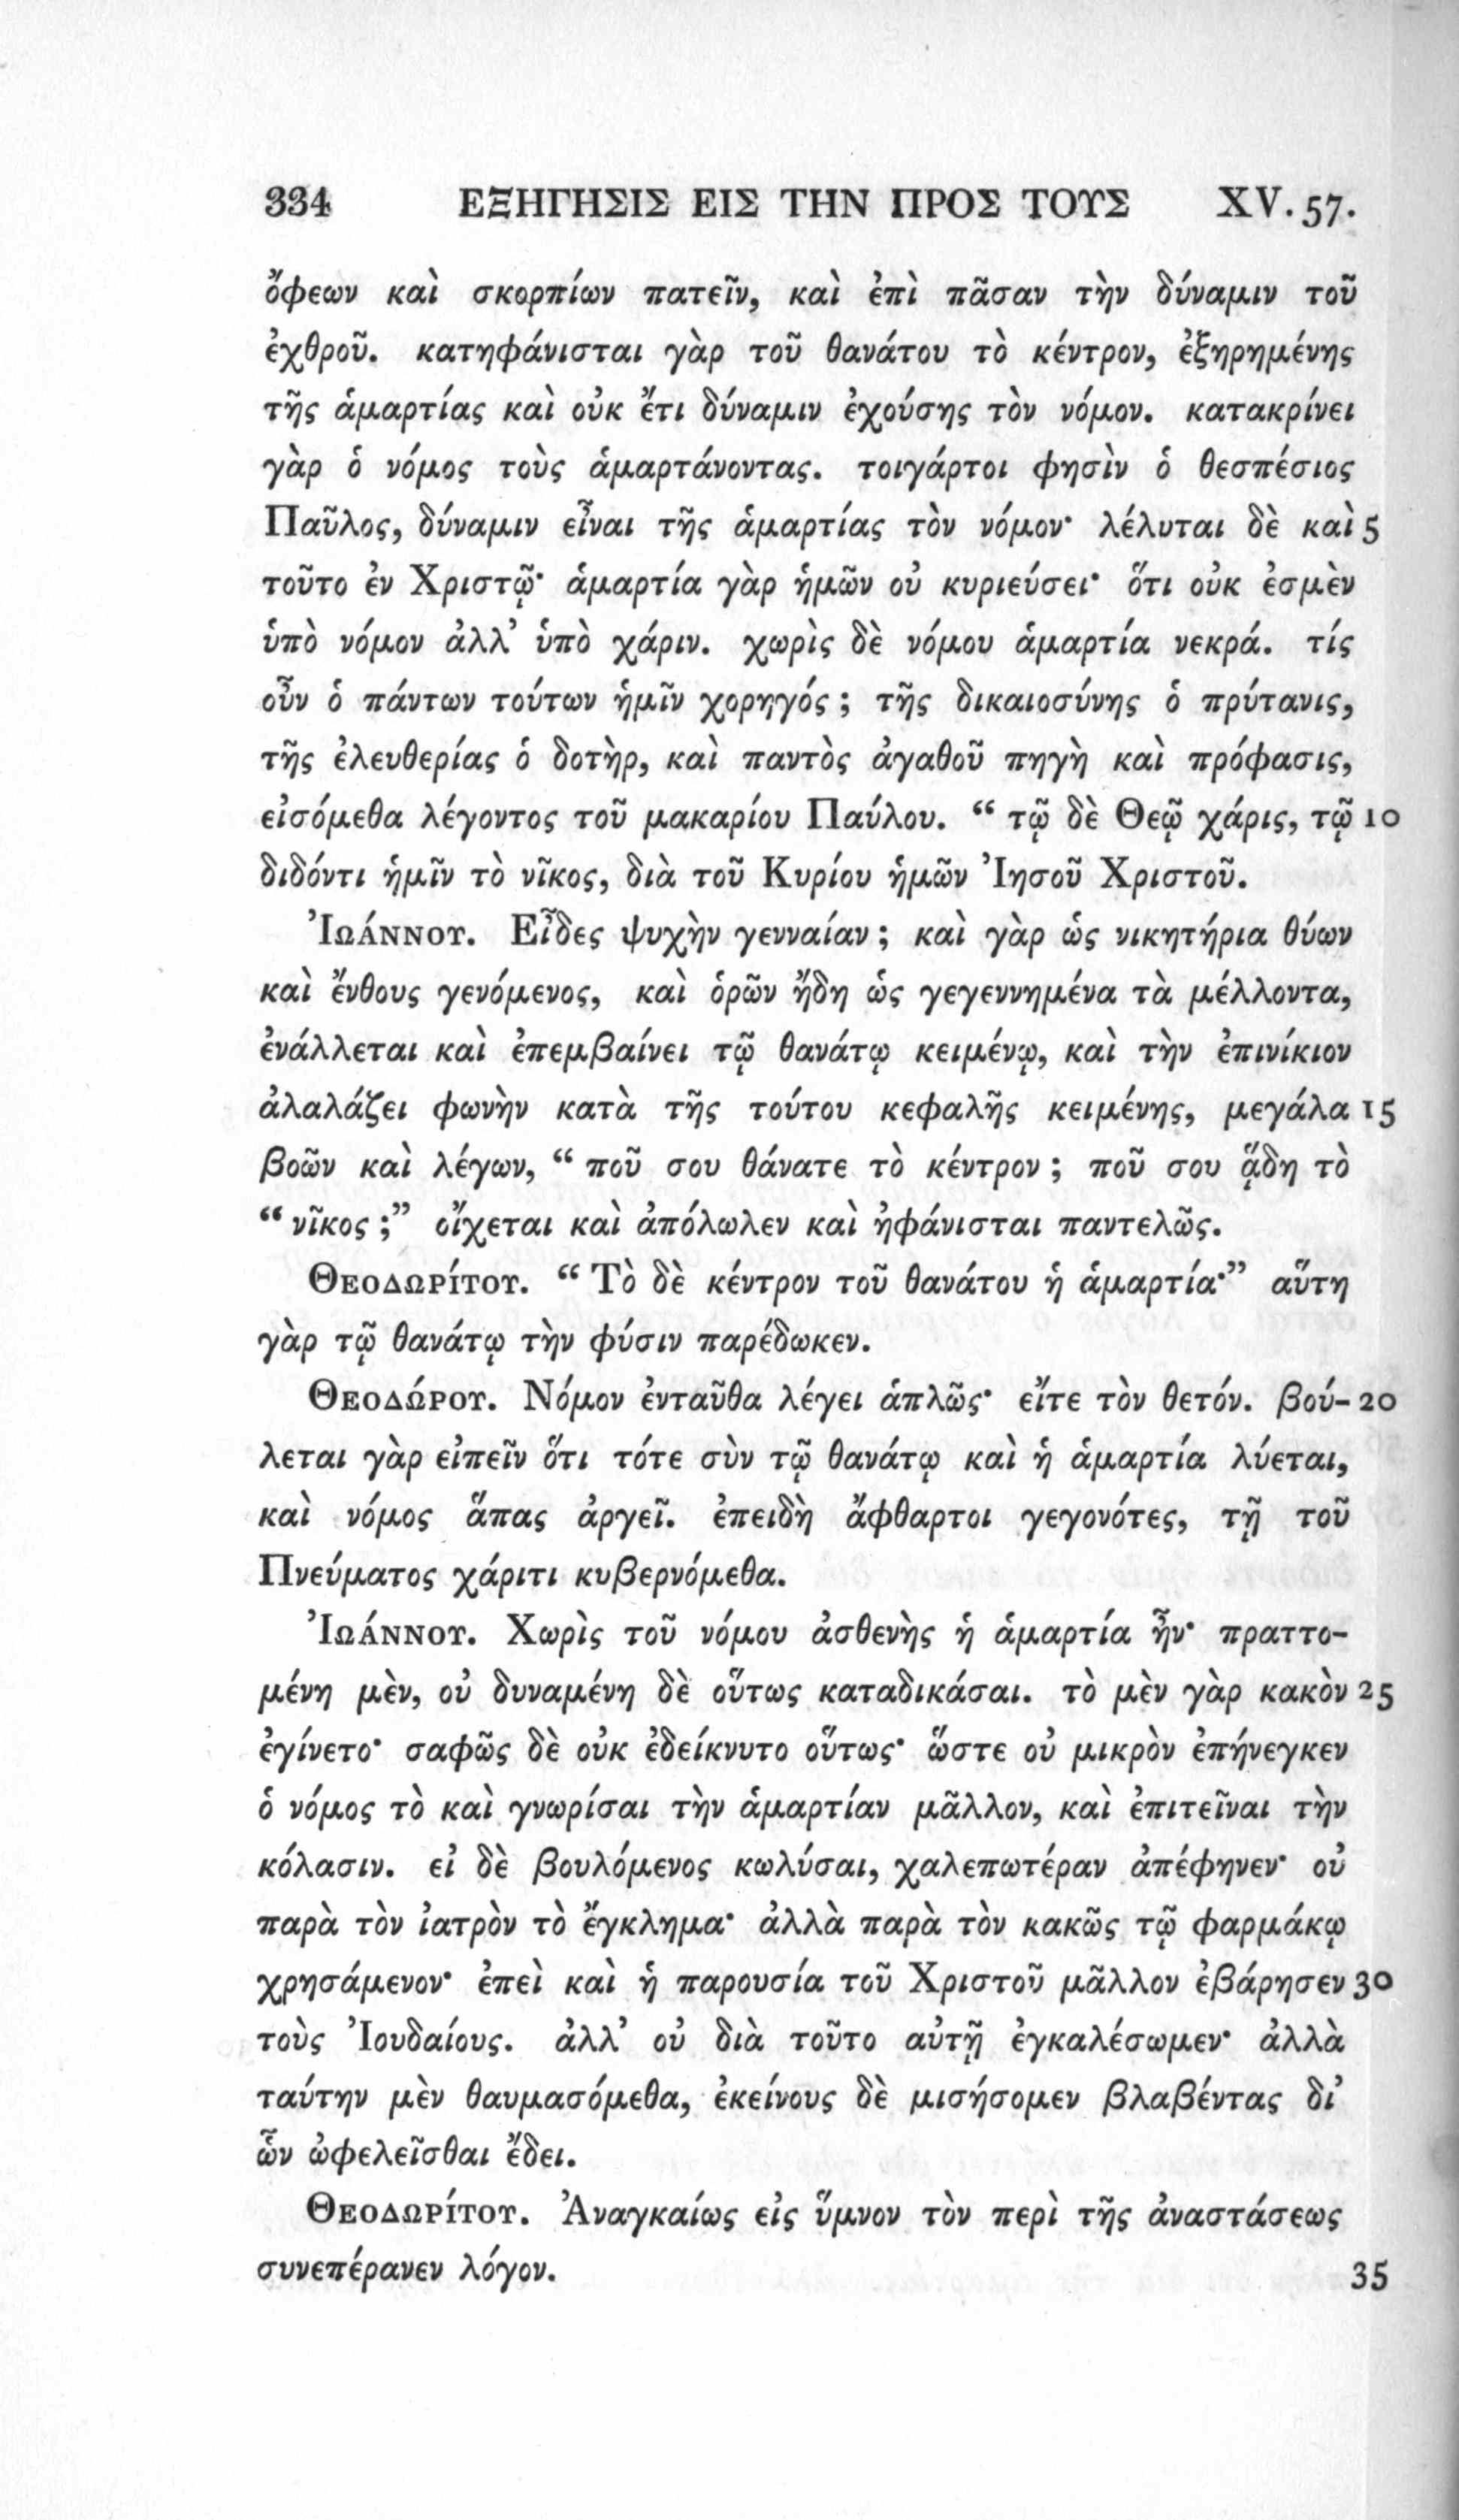 334 ΕΞΗΓΗΣΙΣ ΕΙΣ ΤΗΝ ΠΡΟΣ ΤΟΥΣ XV. 57.
ὄφεων καὶ σκορπίων πατεῖν, καὶ ἐπὶ πᾶσαν τὴν δύναμιν τοῦ
ἐχθροῦ. κατηφάνισται γὰρ τοῦ θανάτου τὸ κέντρον, ἐξηρημένης
τῆς ἁμαρτίας καὶ οὐκ ἔτι δύναμιν ἐχούσης τὸν νόμον. κατακρίνει
γὰρ ὁ νόμος τοὺς ἁμαρτάνοντας. τοιγάρτοι φησὶν ὁ θεσπέσιος
Παῦλος, δύναμιν εἶναι τῆς ἁμαρτίας τὸν νόμον· λέλυται δὲ καὶ 5
τοῦτο ἐν Χριστῷ· ἁμαρτία γὰρ ἡμῶν οὐ κυριεύσει· ὅτι οὐκ ἐσμὲν
ὑπὸ νόμον ἀλλ’ ὑπὸ χάριν. χωρὶς δὲ νόμου ἁμαρτία νεκρά. τίς
οὖν ὁ πάντων τούτων ἡμῖν χορηγός ; τῆς δικαιοσύνης ὁ πρύτανις,
τῆς ἐλευθερίας ὁ δοτὴρ, καὶ παντὸς ἀγαθοῦ πηγὴ καὶ πρόφασις,
εἰσόμεθα λέγοντος τοῦ μακαρίου Παύλου. “ τῷ δὲ Θεῷ χάρις, τῷ 10
διδόντι ἡμῖν τὸ νῖκος, διὰ τοῦ Κυρίου ἡμῶν Ἰησοῦ Χριστοῦ.
Ἰωάννου. Εἶδες ψυχὴν γενναίαν ; καὶ γὰρ ὡς νικητήρια θύων
καὶ ἔνθους γενόμενος, καὶ ὁρῶν ἤδη ὡς γεγεννημένα τὰ μέλλοντα,
ἐνάλλεται καὶ ἐπεμβαίνει τῷ θανάτῳ κειμένῳ, καὶ τὴν ἐπινίκιον
ἀλαλάζει φωνὴν κατὰ τῆς τούτου κεφαλῆς κειμένης, μεγάλα 15
βοῶν καὶ λέγων, “ ποῦ σου θάνατε τὸ κέντρον ; ποῦ σου ᾅδη τὸ
“ νῖκος ;” οἴχεται καὶ ἀπόλωλεν καὶ ἠφάνισται παντελῶς.
Θεοδωρίτου. “ Τὸ δὲ κέντρον τοῦ θανάτου ἡ ἁμαρτία·” αὕτη
γὰρ τῷ θανάτῳ τὴν φύσιν παρέδωκεν.
Θεοδώρου. Νόμον ἐνταῦθα λέγει ἁπλῶς· εἴτε τὸν θετόν. βού- 20
λεται γὰρ εἰπεῖν ὅτι τότε σὺν τῷ θανάτῳ καὶ ἡ ἁμαρτία λύεται,
καὶ νόμος ἅπας ἀργεῖ. ἐπειδὴ ἄφθαρτοι γεγονότες, τῇ τοῦ
Πνεύματος χάριτι κυβερνόμεθα.
Ἰωάννου. Χωρὶς τοῦ νόμου ἀσθενὴς ἡ ἁμαρτία ἦν· πραττο-
μένη μὲν, οὐ δυναμένη δὲ οὕτως καταδικάσαι. τὸ μὲν γὰρ κακὸν 25
ἐγίνετο· σαφῶς δὲ οὐκ ἐδείκνυτο οὕτως· ὥστε οὐ μικρὸν ἐπήνεγκεν
ὁ νόμος τὸ καὶ γνωρίσαι τὴν ἁμαρτίαν μᾶλλον, καὶ ἐπιτεῖναι τὴν
κόλασιν. εἰ δὲ βουλόμενος κωλύσαι, χαλεπωτέραν ἀπέφηνεν· οὐ
παρὰ τὸν ἰατρὸν τὸ ἔγκλημα· ἀλλὰ παρὰ τὸν κακῶς τῷ φαρμάκῳ
χρησάμενον· ἐπεὶ καὶ ἡ παρουσία τοῦ Χριστοῦ μᾶλλον ἐβάρησεν 30
τοὺς Ἰουδαίους. ἀλλ’ οὐ διὰ τοῦτο αὐτῇ ἐγκαλέσωμεν· ἀλλὰ
ταύτην μὲν θαυμασόμεθα, ἐκείνους δὲ μισήσομεν βλαβέντας δι’
ὧν ὠφελεῖσθαι ἔδει.
Θεοδωρίτου. Ἀναγκαίως εἰς ὕμνον τὸν περὶ τῆς ἀναστάσεως
συνεπέρανεν λόγον. 35